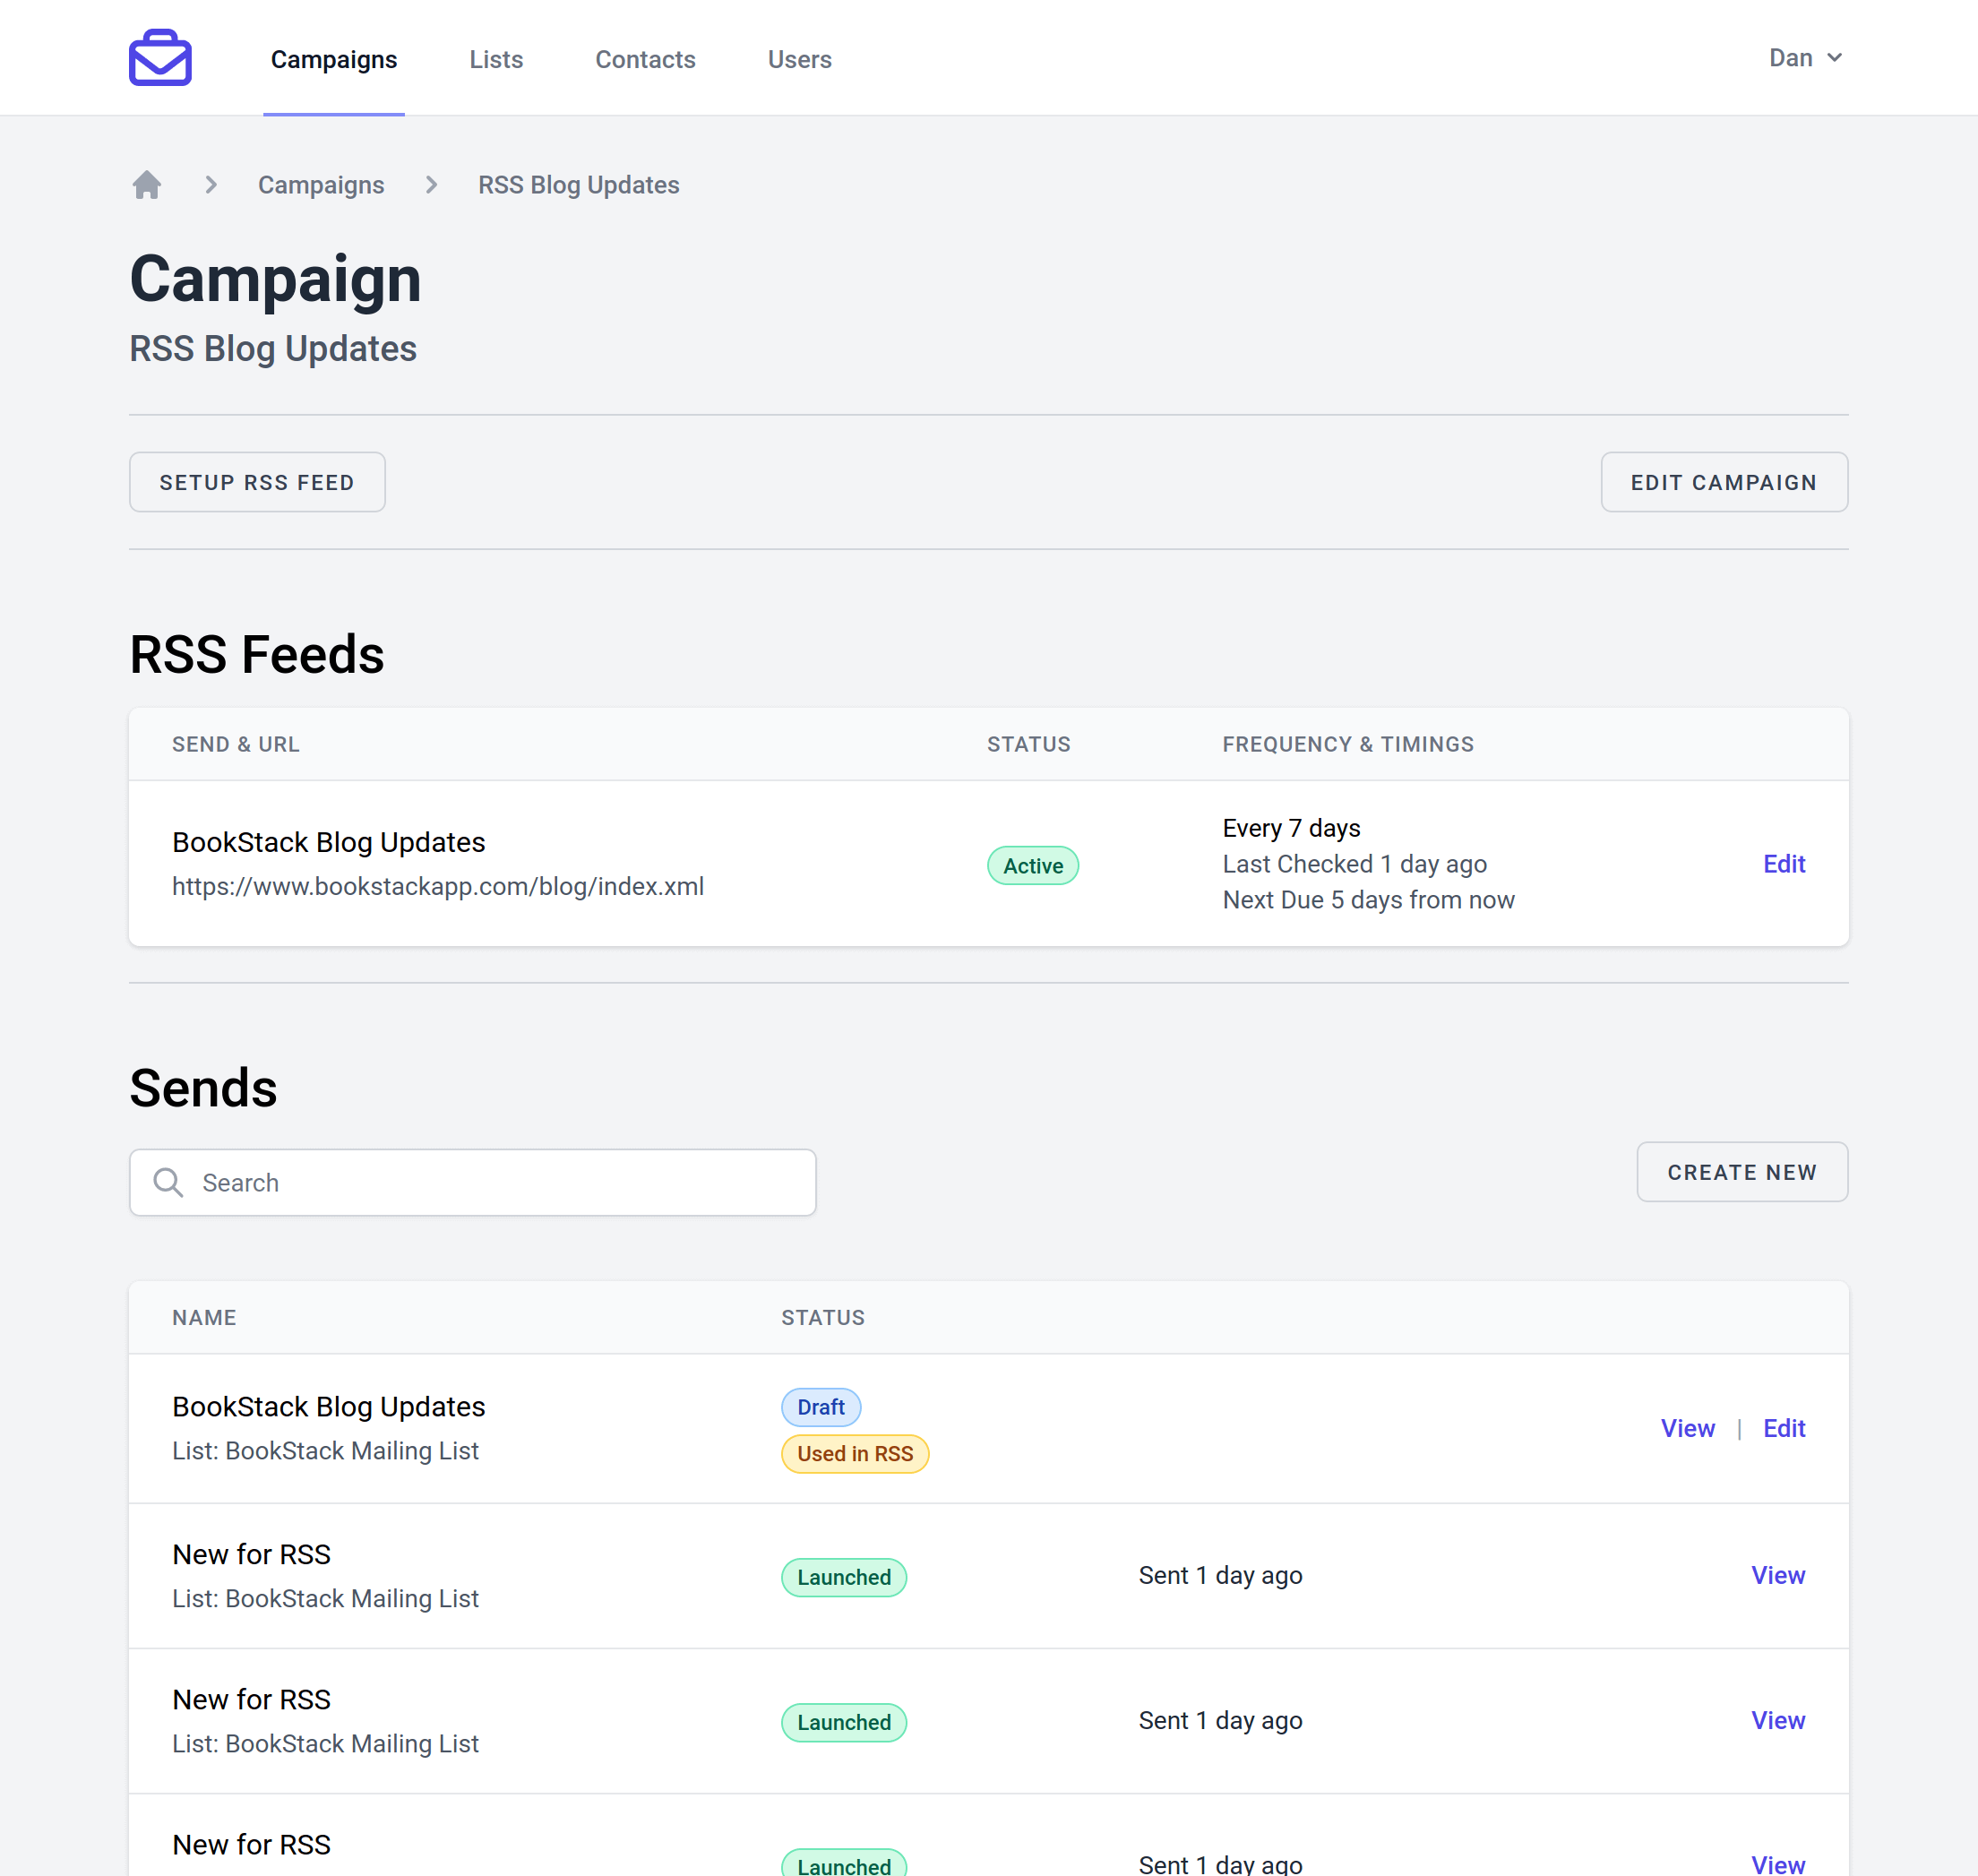 Campaigns Lists Contacts Users Dan
Campaigns RSS Blog Updates
Campaign
RSS Blog Updates
SETUP RSS FEED EDIT CAMPAIGN
RSS Feeds
SEND & URL STATUS FREQUENCY & TIMINGS
BookStack Blog Updates
https://www.bookstackapp.com/blog/index.xml
Active
Every 7 days
Last Checked 1 day ago
Next Due 5 days from now
Edit
Sends
Search CREATE NEW
NAME STATUS
BookStack Blog Updates
List: BookStack Mailing List
Draft
Used in RSS
View | Edit
New for RSS
List: BookStack Mailing List
Launched Sent 1 day ago View
New for RSS
List: BookStack Mailing List
Launched Sent 1 day ago View
New for RSS
Launched Sent 1 day ago View